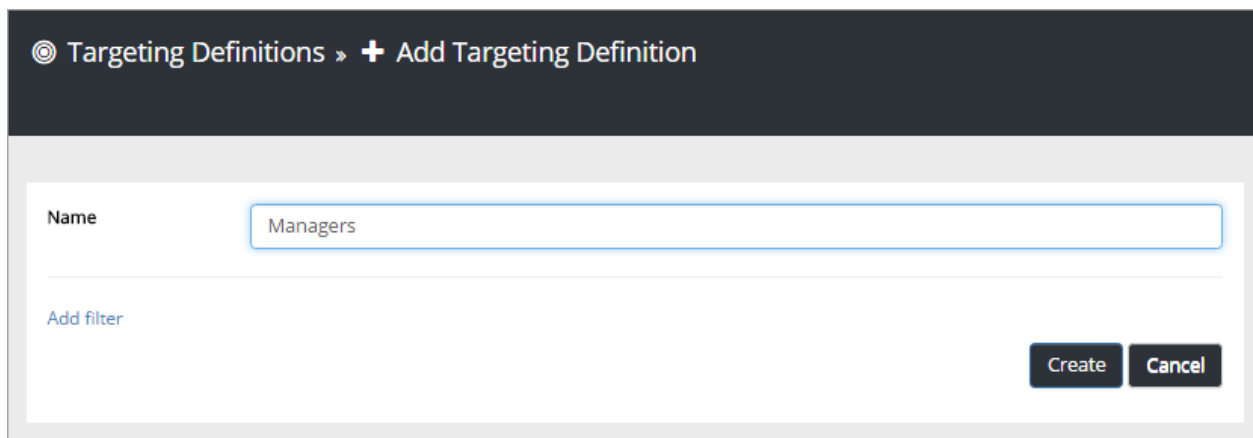 Targeting Definitions » + Add Targeting Definition
Name
Managers
Add filter
Create Cancel